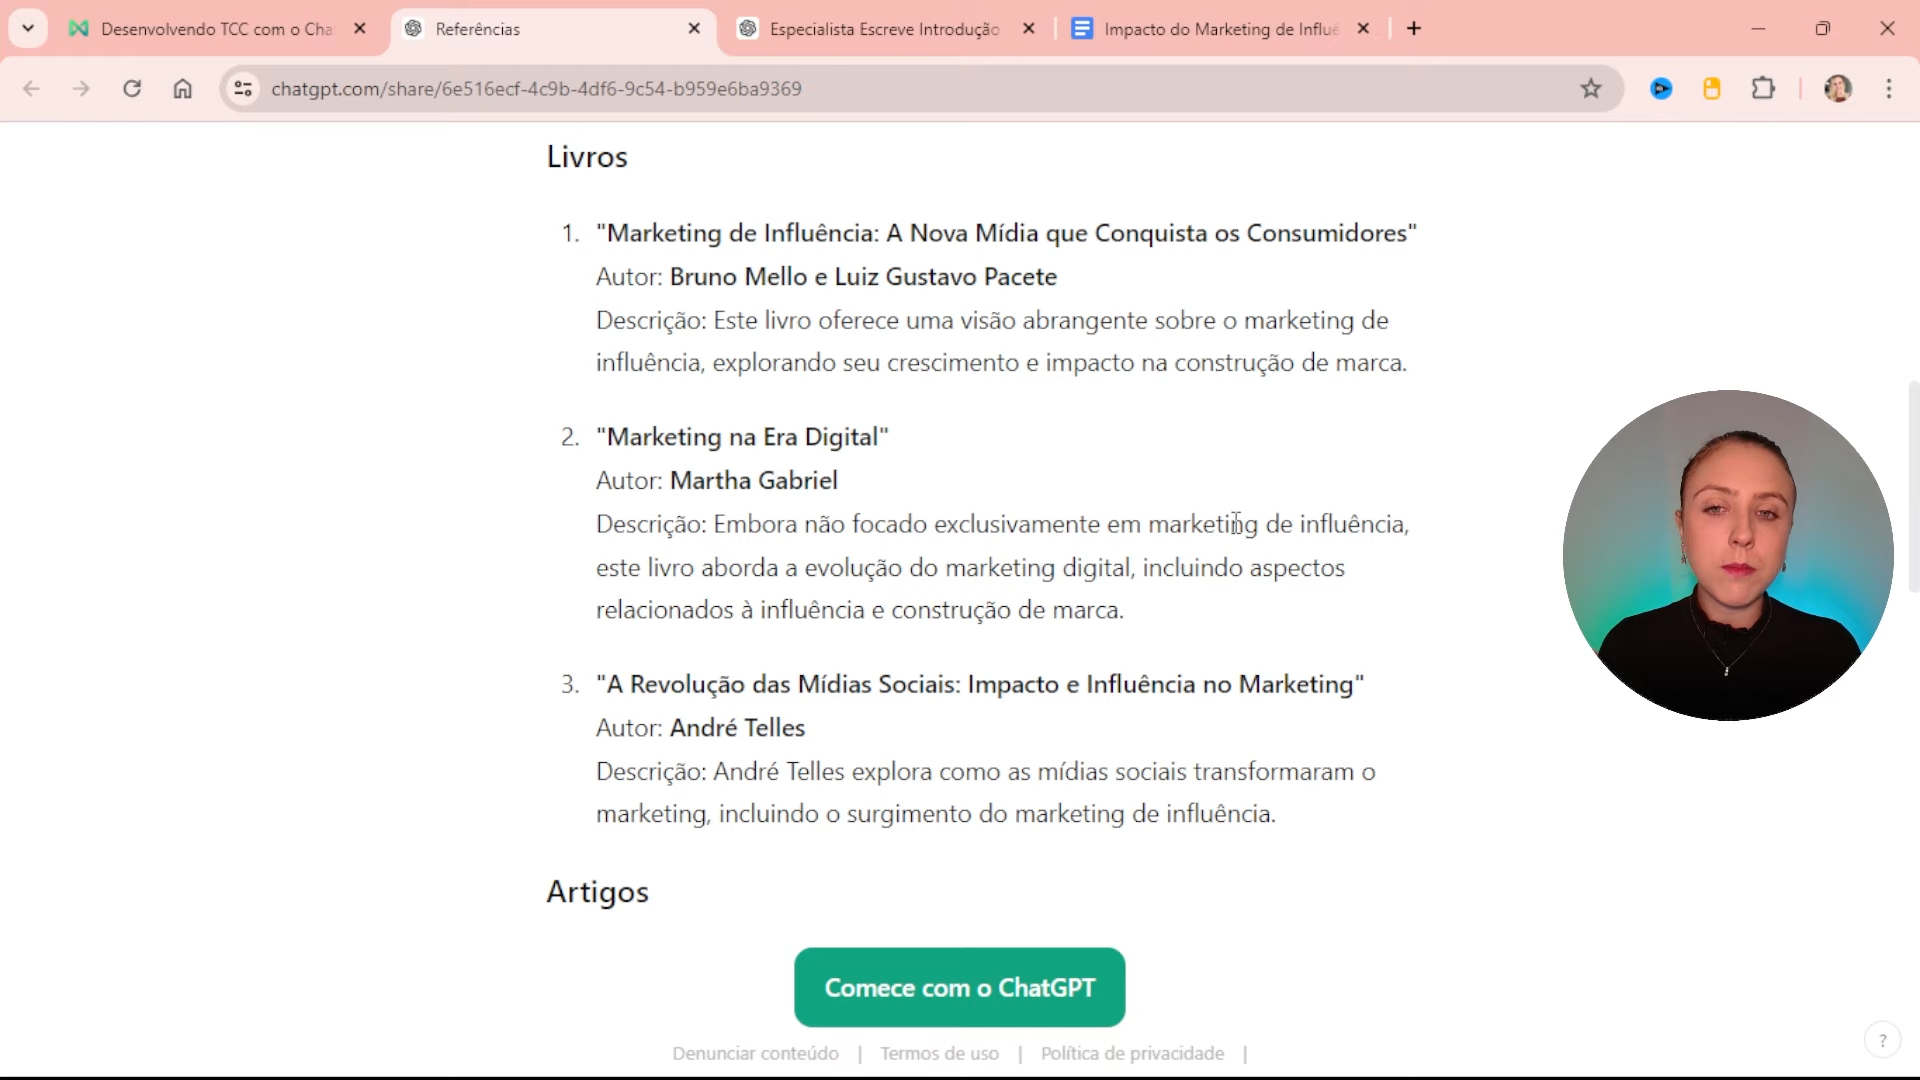 Desenvolvendo TCC com o Cha
Referências
Especialista Escreve Introdução
Impacto do Marketing de Influê
chatgpt.com/share/6e516ecf-4c9b-4df6-9c54-b959e6ba9369
Livros
1. "Marketing de Influência: A Nova Mídia que Conquista os Consumidores"
Autor: Bruno Mello e Luiz Gustavo Pacete
Descrição: Este livro oferece uma visão abrangente sobre o marketing de
influência, explorando seu crescimento e impacto na construção de marca.
2. "Marketing na Era Digital"
Autor: Martha Gabriel
Descrição: Embora não focado exclusivamente em marketing de influência,
este livro aborda a evolução do marketing digital, incluindo aspectos
relacionados à influência e construção de marca.
3. "A Revolução das Mídias Sociais: Impacto e Influência no Marketing"
Autor: André Telles
Descrição: André Telles explora como as mídias sociais transformaram o
marketing, incluindo o surgimento do marketing de influência.
Artigos
Comece com o ChatGPT
Denunciar conteúdo | Termos de uso | Política de privacidade |
?